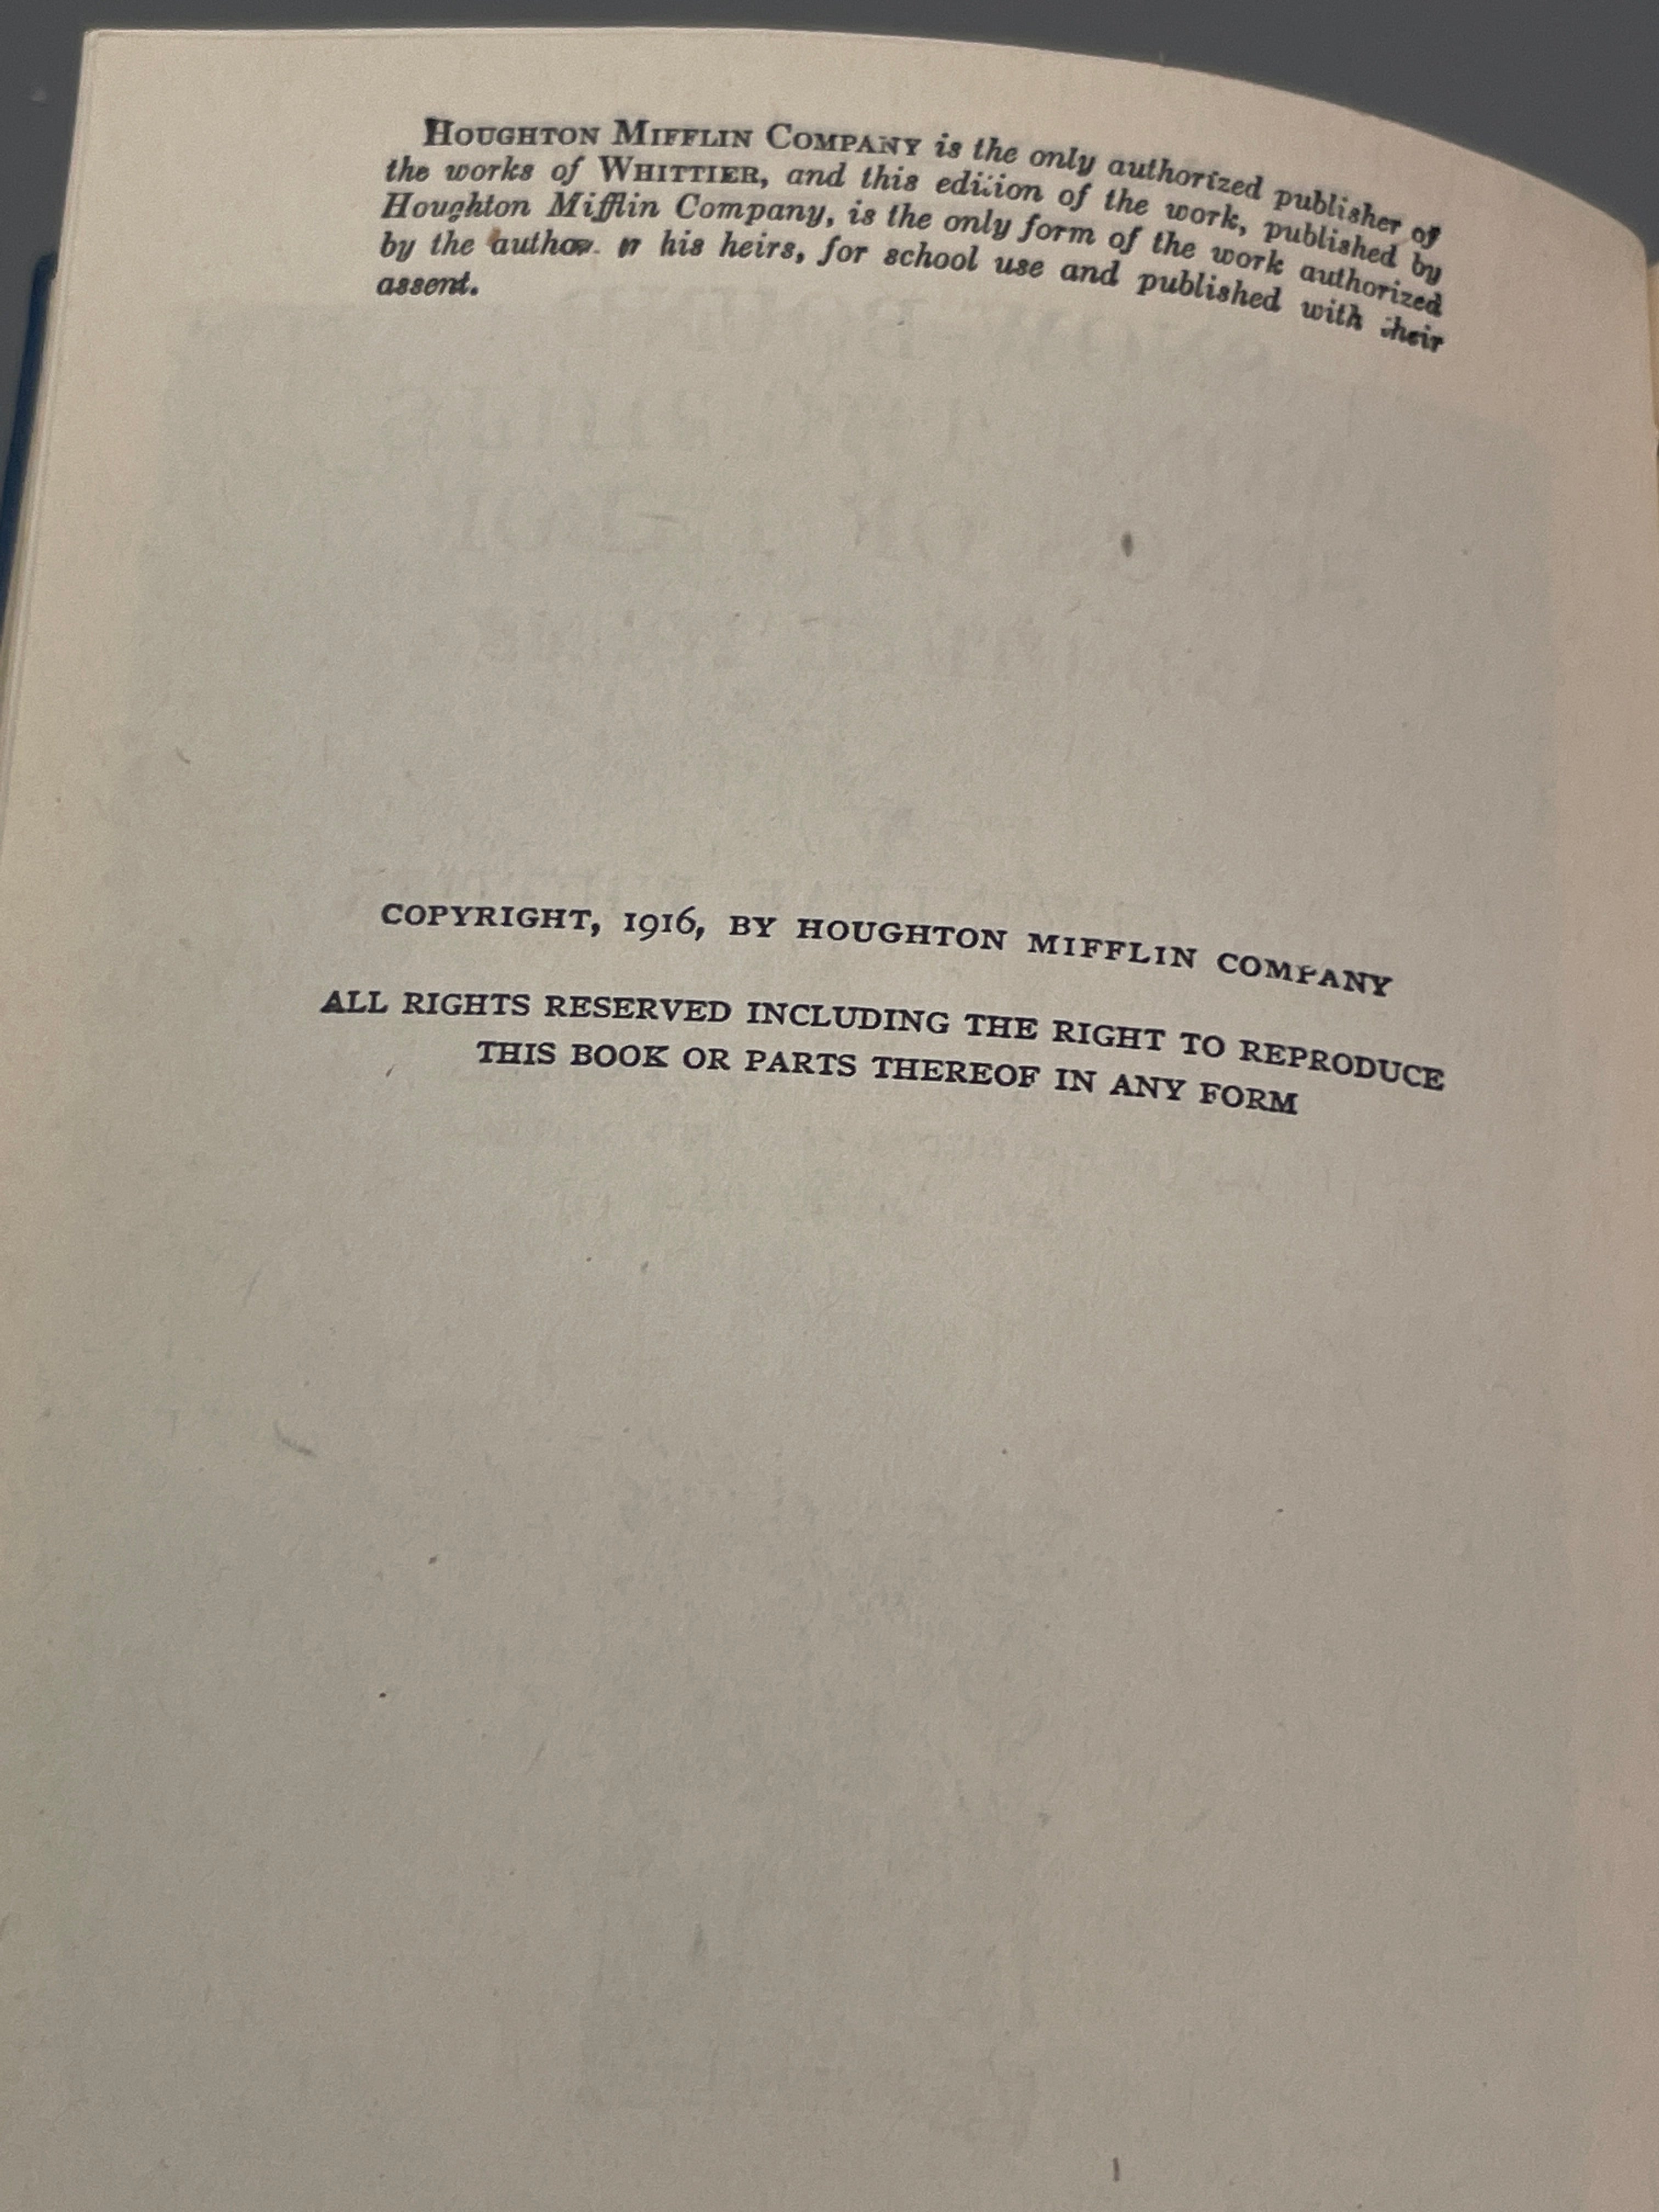 HOUGHTON MIFFLIN COMPANY is the only authorized publisher of
the works of WHITTIER, and this edition of the work, published by
Houghton Mifflin Company, is the only form of the work authorized
by the author or his heirs, for school use and published with their
assent.
COPYRIGHT, 1916, BY HOUGHTON MIFFLIN COMPANY
ALL RIGHTS RESERVED INCLUDING THE RIGHT TO REPRODUCE
THIS BOOK OR PARTS THEREOF IN ANY FORM